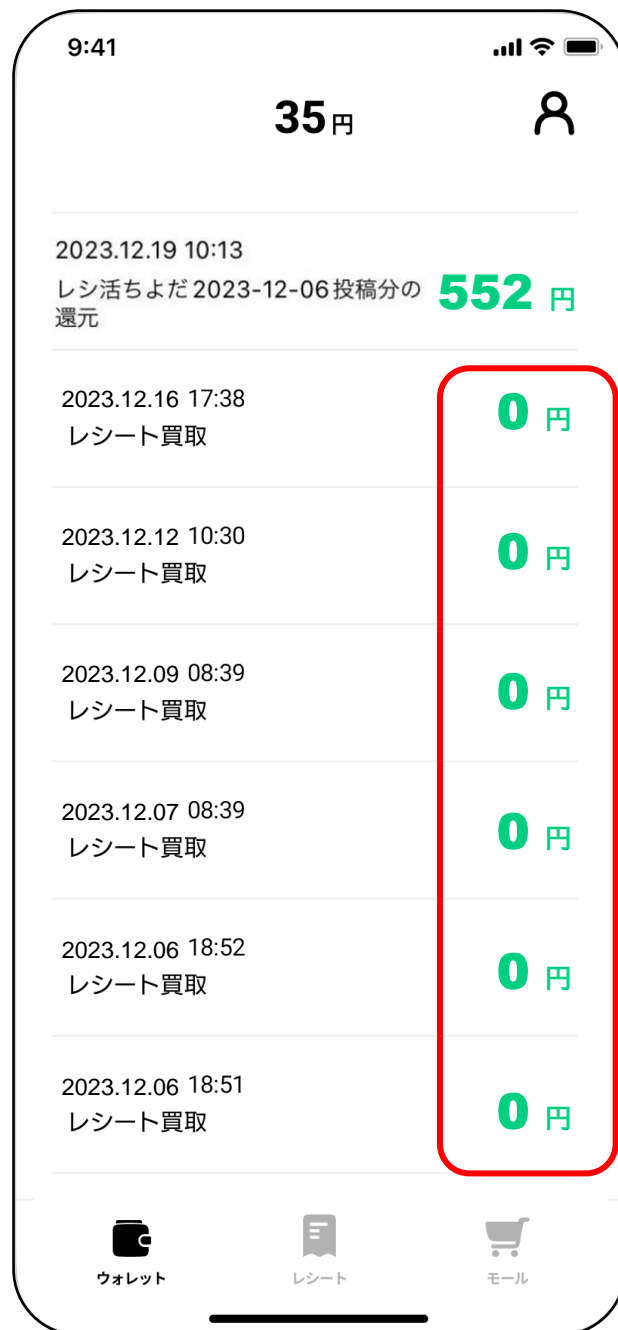 9:41
35円
2023.12.19 10:13
レシ活ちよだ2023-12-06投稿分の
還元
552 円
2023.12.16 17:38
レシート買取
0 円
2023.12.12 10:30
レシート買取
0 円
2023.12.09 08:39
レシート買取
0 円
2023.12.07 08:39
レシート買取
0 円
2023.12.06 18:52
レシート買取
0 円
2023.12.06 18:51
レシート買取
0 円
ウォレット
レシート
モール